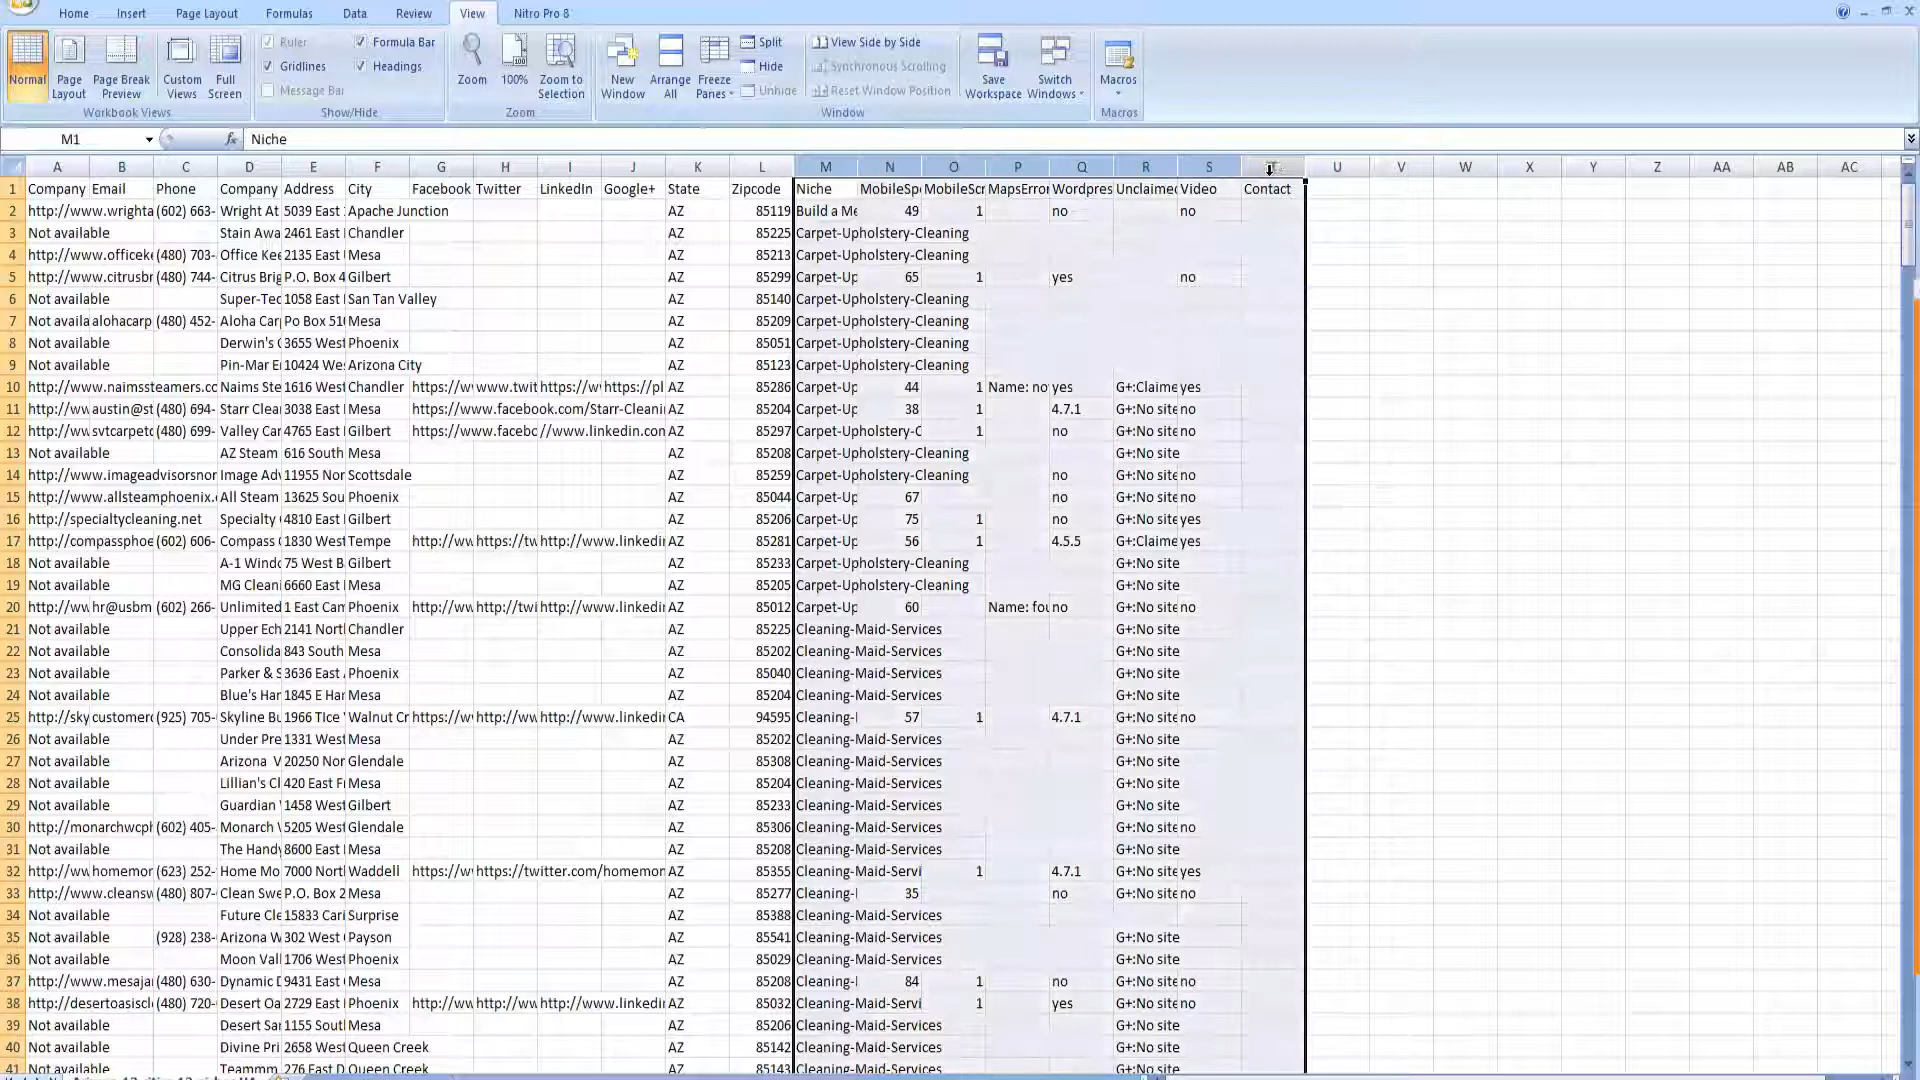 Home Insert Page Layout Formulas Data Review View Nitro Pro 8
Normal Page Layout Page Break Preview Custom Views Full Screen
Workbook Views
Ruler Formula Bar
Gridlines Headings
Message Bar
Show/Hide
Zoom 100% Zoom to Selection
Zoom
New Window Arrange All Freeze Panes
Split
Hide
Unhide
View Side by Side
Synchronous Scrolling
Reset Window Position
Save Workspace Switch Windows
Window
Macros
Macros
M1 fx Niche
A B C D E F G H I J K L M N O P Q R S U V W X Y Z AA AB AC
1 Company Email Phone Company Address City Facebook Twitter LinkedIn Google+ State Zipcode Niche MobileSpe MobileScr MapsError Wordpres Unclaimed Video Contact
2 http://www.wrighta (602) 663- Wright At 5039 East Apache Junction AZ 85119 Build a Me 49 1 no no
3 Not available Stain Awa 2461 East Chandler AZ 85225 Carpet-Upholstery-Cleaning
4 http://www.officeke (480) 703- Office Kee 2135 East Mesa AZ 85213 Carpet-Upholstery-Cleaning
5 http://www.citrusbr (480) 744- Citrus Brig P.O. Box 4 Gilbert AZ 85299 Carpet-Up 65 1 yes no
6 Not available Super-Tec 1058 East San Tan Valley AZ 85140 Carpet-Upholstery-Cleaning
7 Not availa alohacarp (480) 452- Aloha Car Po Box 510 Mesa AZ 85209 Carpet-Upholstery-Cleaning
8 Not available Derwin's C 3655 West Phoenix AZ 85051 Carpet-Upholstery-Cleaning
9 Not available Pin-Mar E 10424 We Arizona City AZ 85123 Carpet-Upholstery-Cleaning
10 http://www.naimssteamers.co Naims Ste 1616 West Chandler https://w www.twit https://w https://pl AZ 85286 Carpet-Up 44 1 Name: no yes G+:Claime yes
11 http://ww austin@st (480) 694- Starr Clea 3038 East Mesa https://www.facebook.com/Starr-Cleani AZ 85204 Carpet-Up 38 1 4.7.1 G+:No site no
12 http://ww svtcarpetc (480) 699- Valley Car 4765 East Gilbert https://www.facebo //www.linkedin.com AZ 85297 Carpet-Upholstery-C 1 no G+:No site no
13 Not available AZ Steam 616 South Mesa AZ 85208 Carpet-Upholstery-Cleaning G+:No site
14 http://www.imageadvisorsnor Image Adv 11955 Nor Scottsdale AZ 85259 Carpet-Upholstery-Cleaning no G+:No site no
15 http://www.allsteamphoenix. All Steam 13625 Sou Phoenix AZ 85044 Carpet-Up 67 no G+:No site no
16 http://specialtycleaning.net Specialty 4810 East Gilbert AZ 85206 Carpet-Up 75 1 no G+:No site yes
17 http://compassphoe (602) 606- Compass 1830 West Tempe http://ww https://tw http://www.linkedi AZ 85281 Carpet-Up 56 1 4.5.5 G+:Claime yes
18 Not available A-1 Windo 75 West B Gilbert AZ 85233 Carpet-Upholstery-Cleaning G+:No site
19 Not available MG Clean 6660 East Mesa AZ 85205 Carpet-Upholstery-Cleaning G+:No site
20 http://ww hr@usbm (602) 266- Unlimited 1 East Cam Phoenix http://ww http://twi http://www.linkedi AZ 85012 Carpet-Up 60 Name: fou no G+:No site no
21 Not available Upper Ech 2141 North Chandler AZ 85225 Cleaning-Maid-Services G+:No site
22 Not available Consolida 843 South Mesa AZ 85202 Cleaning-Maid-Services G+:No site
23 Not available Parker & S 3636 East Phoenix AZ 85040 Cleaning-Maid-Services G+:No site
24 Not available Blue's Har 1845 E Har Mesa AZ 85204 Cleaning-Maid-Services G+:No site
25 http://sky customer (925) 705- Skyline Bu 1966 Tice Walnut Cr https://w http://ww http://www.linkedi CA 94595 Cleaning- 57 1 4.7.1 G+:No site no
26 Not available Under Pre 1331 West Mesa AZ 85202 Cleaning-Maid-Services G+:No site
27 Not available Arizona V 20250 Nor Glendale AZ 85308 Cleaning-Maid-Services G+:No site
28 Not available Lillian's Cl 420 East F Mesa AZ 85204 Cleaning-Maid-Services G+:No site
29 Not available Guardian 1458 West Gilbert AZ 85233 Cleaning-Maid-Services G+:No site
30 http://monarchwcph (602) 405- Monarch 5205 West Glendale AZ 85306 Cleaning-Maid-Services G+:No site no
31 Not available The Handy 8600 East Mesa AZ 85208 Cleaning-Maid-Services G+:No site
32 http://ww homemor (623) 252- Home Mo 7000 North Waddell https://w https://twitter.com/homemor AZ 85355 Cleaning-Maid-Servi 1 4.7.1 G+:No site yes
33 http://www.cleansw (480) 807- Clean Swe P.O. Box 2 Mesa AZ 85277 Cleaning- 35 no G+:No site no
34 Not available Future Cle 15833 Cari Surprise AZ 85388 Cleaning-Maid-Services
35 Not available (928) 238- Arizona W 302 West Payson AZ 85541 Cleaning-Maid-Services G+:No site
36 Not available Moon Vall 1706 West Phoenix AZ 85029 Cleaning-Maid-Services G+:No site
37 http://www.mesaja (480) 630- Dynamic D 9431 East Mesa AZ 85208 Cleaning- 84 1 no G+:No site no
38 http://desertoasiscl (480) 720- Desert Oa 2729 East Phoenix http://ww http://ww http://www.linkedi AZ 85032 Cleaning-Maid-Servi 1 yes G+:No site no
39 Not available Desert Sar 1155 South Mesa AZ 85206 Cleaning-Maid-Services G+:No site
40 Not available Divine Pri 2658 West Queen Creek AZ 85142 Cleaning-Maid-Services G+:No site
41 Not available Teammm 276 East D Queen Creek AZ 85143 Cleaning-Maid-Services G+:No site